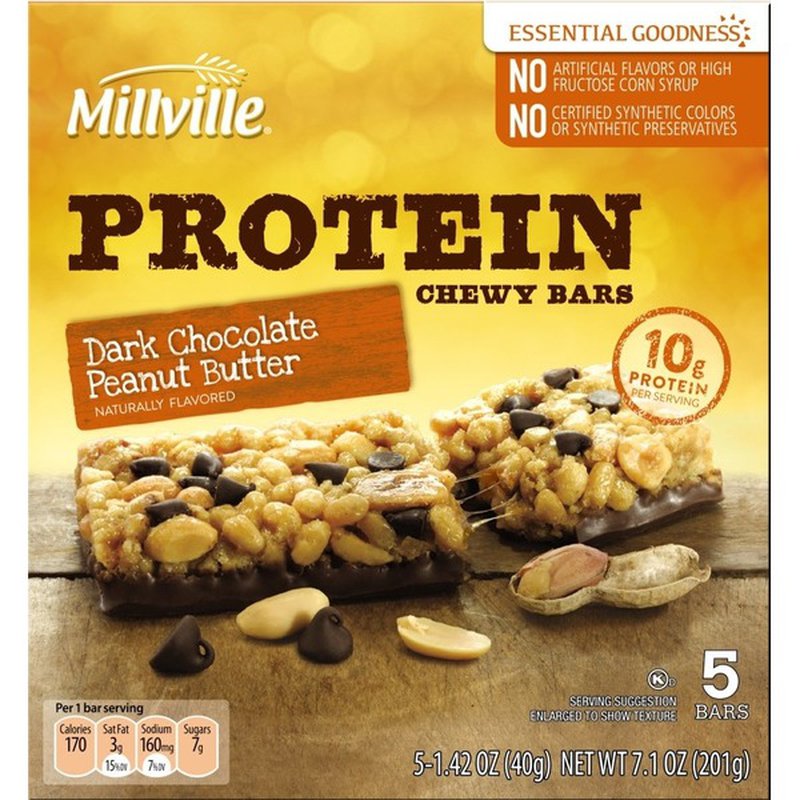 ESSENTIAL GOODNESS
NO ARTIFICIAL FLAVORS OR HIGH
FRUCTOSE CORN SYRUP
NO CERTIFIED SYNTHETIC COLORS
OR SYNTHETIC PRESERVATIVES
Millville®
PROTEIN
CHEWY BARS
Dark Chocolate
Peanut Butter
NATURALLY FLAVORED
10g
PROTEIN
PER SERVING
K D
SERVING SUGGESTION
ENLARGED TO SHOW TEXTURE
5
BARS
Per 1 bar serving
Calories
170
Sat Fat
3g
15% DV
Sodium
160mg
7% DV
Sugars
7g
5-1.42 OZ (40g) NET WT 7.1 OZ (201g)